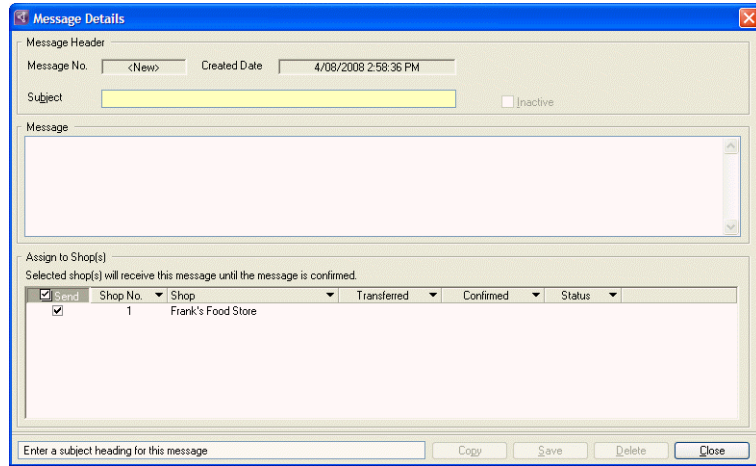 Message Details
Message Header
Message No. <New> Created Date 4/08/2008 2:58:36 PM
Subject Inactive
Message
Assign to Shop(s)
Selected shop(s) will receive this message until the message is confirmed.
Send Shop No. Shop Transferred Confirmed Status
1 Frank's Food Store
Enter a subject heading for this message Copy Save Delete Close